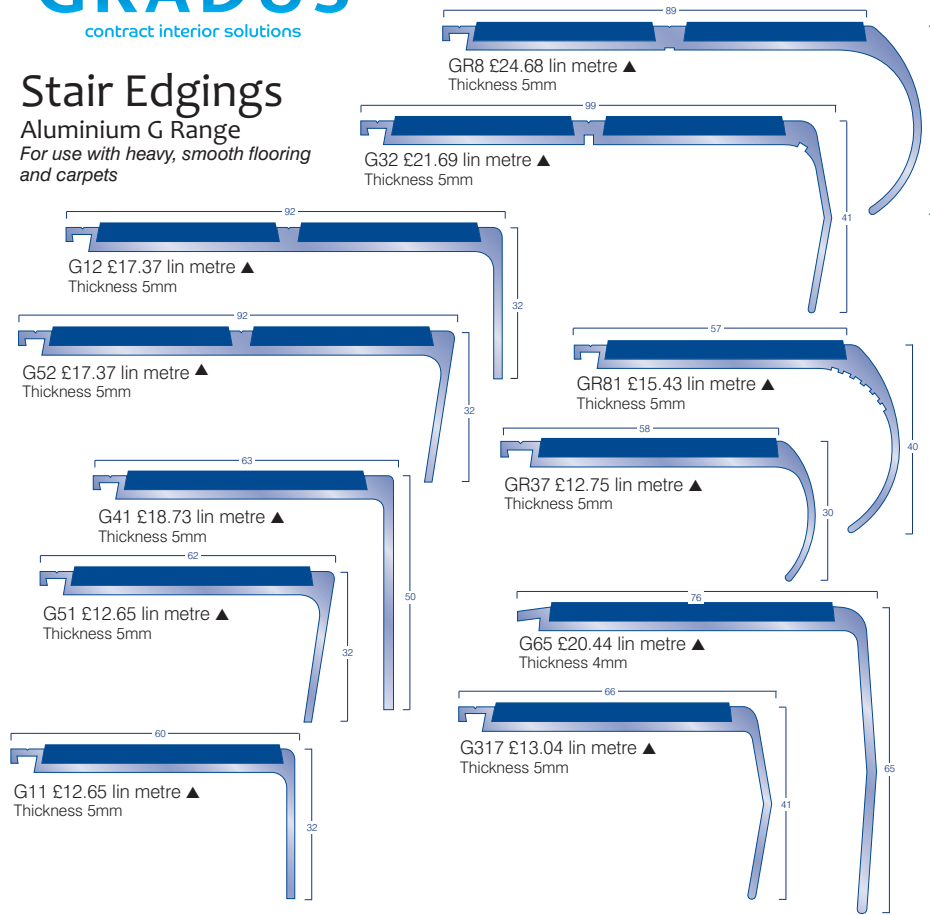 GRADUS
contract interior solutions
Stair Edgings
Aluminium G Range
For use with heavy, smooth flooring
and carpets
89
GR8 £24.68 lin metre ▲
Thickness 5mm
99
G32 £21.69 lin metre ▲
Thickness 5mm
41
92
G12 £17.37 lin metre ▲
Thickness 5mm
32
92
G52 £17.37 lin metre ▲
Thickness 5mm
32
57
GR81 £15.43 lin metre ▲
Thickness 5mm
40
58
GR37 £12.75 lin metre ▲
Thickness 5mm
30
63
G41 £18.73 lin metre ▲
Thickness 5mm
50
62
G51 £12.65 lin metre ▲
Thickness 5mm
32
76
G65 £20.44 lin metre ▲
Thickness 4mm
65
66
G317 £13.04 lin metre ▲
Thickness 5mm
41
60
G11 £12.65 lin metre ▲
Thickness 5mm
32